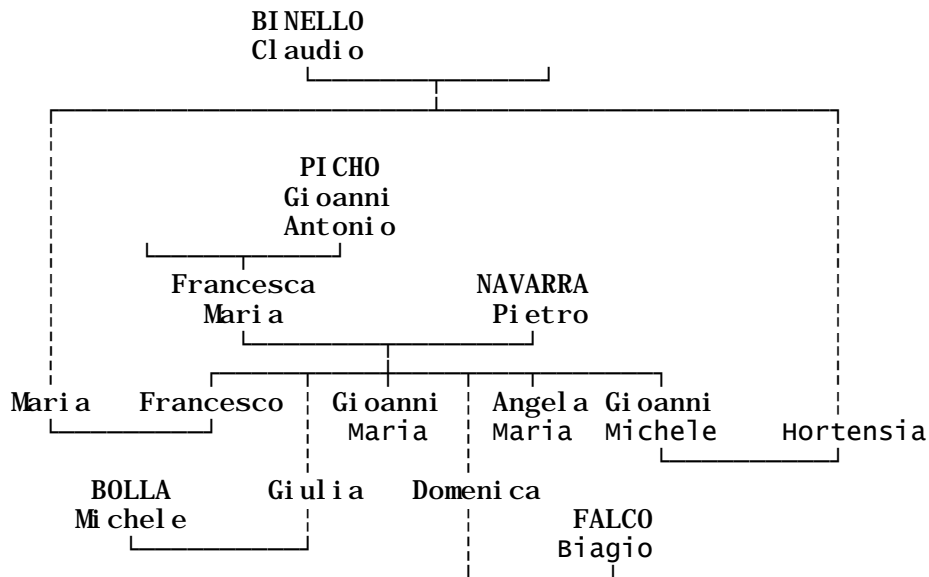 BINELLO
Claudio
PICHO
Gioanni
Antonio
Francesca NAVARRA
Maria Pietro
Maria Francesco Gioanni Angela Gioanni
Maria Maria Michele Hortensia
BOLLA Giulia Domenica
Michele FALCO
Biagio